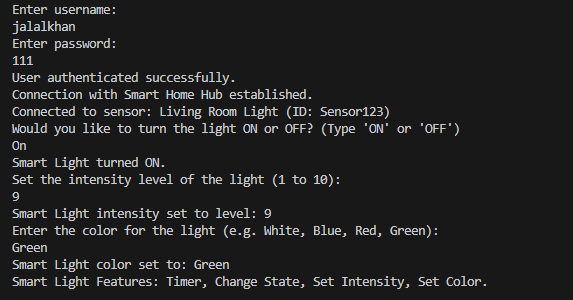 Enter username:
jalalkhan
Enter password:
111
User authenticated successfully.
Connection with Smart Home Hub established.
Connected to sensor: Living Room Light (ID: Sensor123)
Would you like to turn the light ON or OFF? (Type 'ON' or 'OFF')
On
Smart Light turned ON.
Set the intensity level of the light (1 to 10):
9
Smart Light intensity set to level: 9
Enter the color for the light (e.g. White, Blue, Red, Green):
Green
Smart Light color set to: Green
Smart Light Features: Timer, Change State, Set Intensity, Set Color.